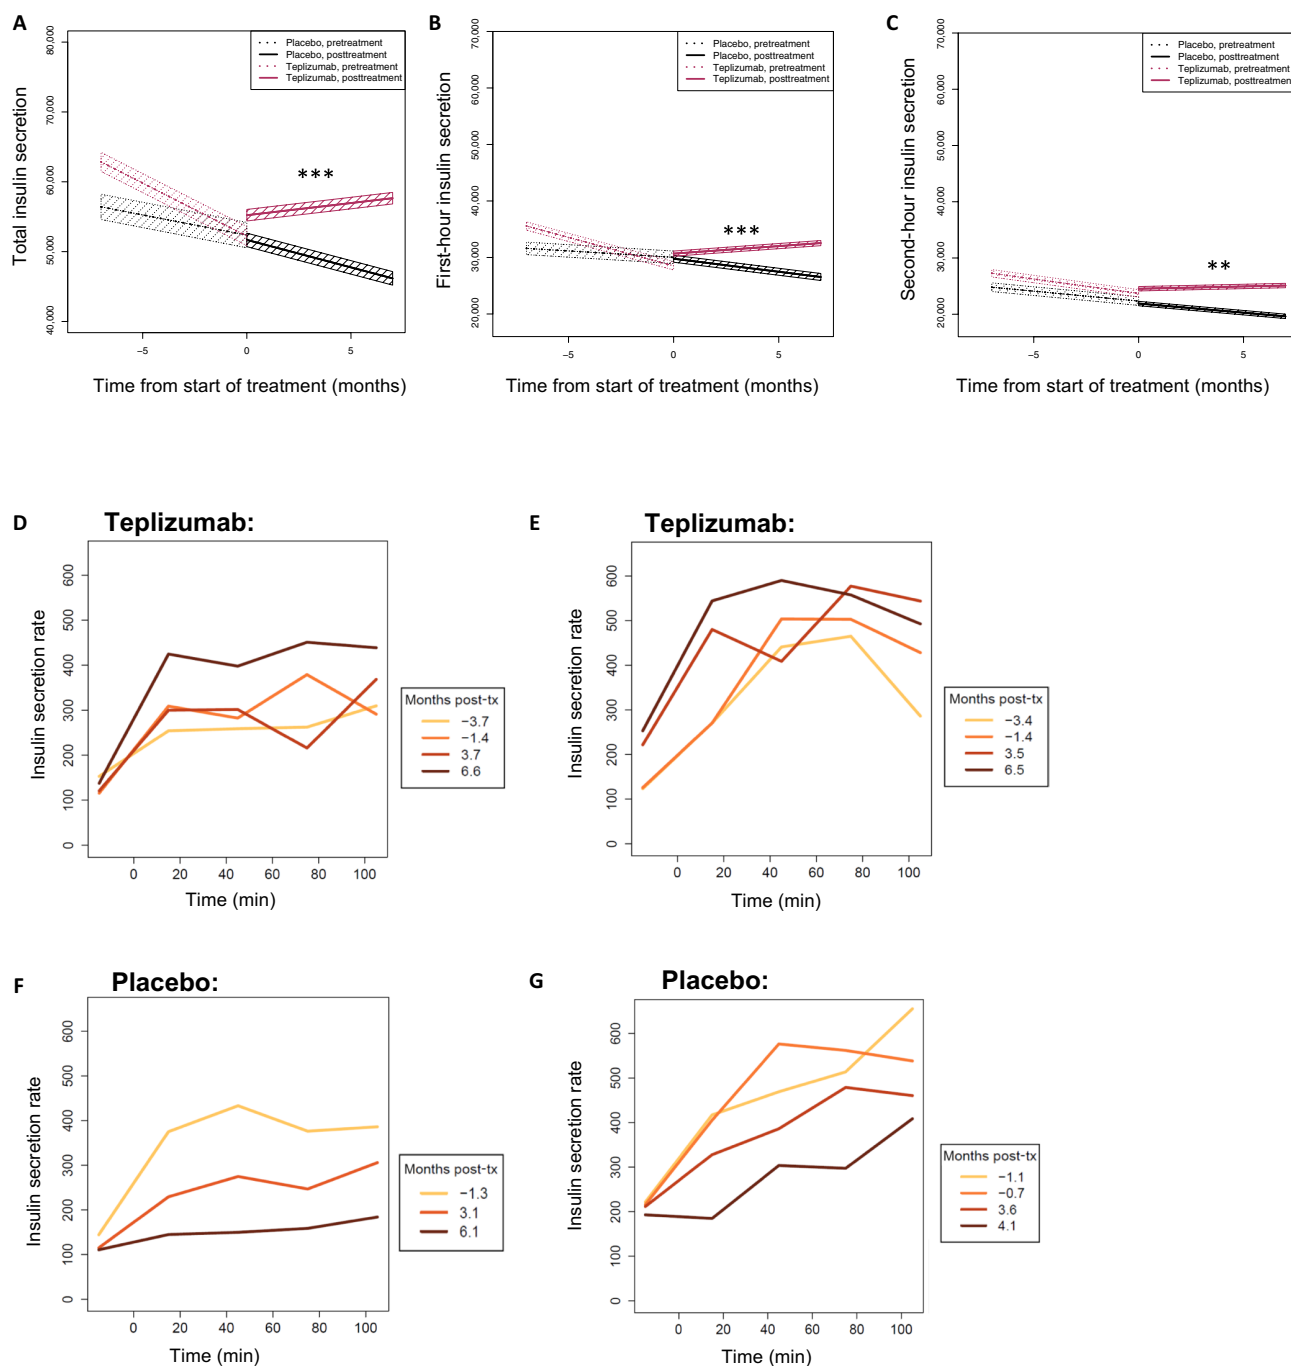 A
Total insulin secretion
80,000
70,000
60,000
50,000
40,000
Placebo, pretreatment
Placebo, posttreatment
Teplizumab, pretreatment
Teplizumab, posttreatment
***
−5
0
5
Time from start of treatment (months)
B
First-hour insulin secretion
70,000
60,000
50,000
40,000
30,000
20,000
Placebo, pretreatment
Placebo, posttreatment
Teplizumab, pretreatment
Teplizumab, posttreatment
***
−5
0
5
Time from start of treatment (months)
C
Second-hour insulin secretion
70,000
60,000
50,000
40,000
30,000
20,000
Placebo, pretreatment
Placebo, posttreatment
Teplizumab, pretreatment
Teplizumab, posttreatment
**
−5
0
5
Time from start of treatment (months)
D
Teplizumab:
Insulin secretion rate
600
500
400
300
200
100
0
0 20 40 60 80 100
Time (min)
Months post-tx
−3.7
−1.4
3.7
6.6
E
Teplizumab:
Insulin secretion rate
600
500
400
300
200
100
0
0 20 40 60 80 100
Time (min)
Months post-tx
−3.4
−1.4
3.5
6.5
F
Placebo:
Insulin secretion rate
600
500
400
300
200
100
0
0 20 40 60 80 100
Time (min)
Months post-tx
−1.3
3.1
6.1
G
Placebo:
Insulin secretion rate
600
500
400
300
200
100
0
0 20 40 60 80 100
Time (min)
Months post-tx
−1.1
−0.7
3.6
4.1